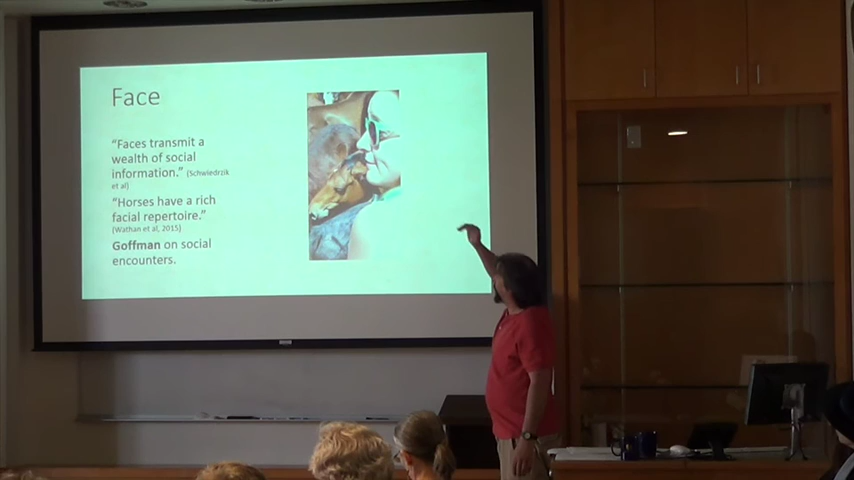 Face
“Faces transmit a
wealth of social
information.” (Schwiedrzik
et al)
“Horses have a rich
facial repertoire.”
(Wathan et al, 2015)
Goffman on social
encounters.